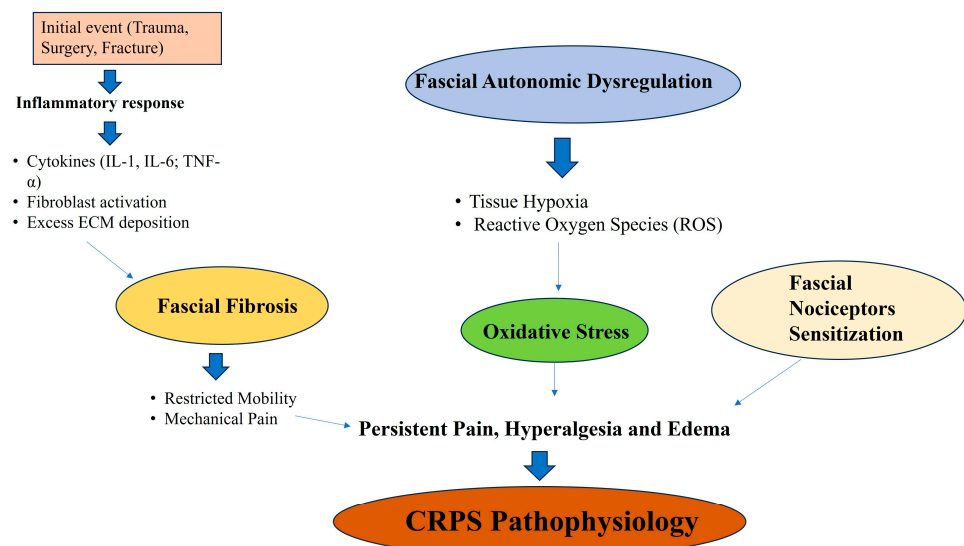 Initial event (Trauma,
Surgery, Fracture)
Inflammatory response
• Cytokines (IL-1, IL-6; TNF-
α)
• Fibroblast activation
• Excess ECM deposition
Fascial Fibrosis
• Restricted Mobility
• Mechanical Pain
Fascial Autonomic Dysregulation
• Tissue Hypoxia
• Reactive Oxygen Species (ROS)
Oxidative Stress
Fascial
Nociceptors
Sensitization
Persistent Pain, Hyperalgesia and Edema
CRPS Pathophysiology